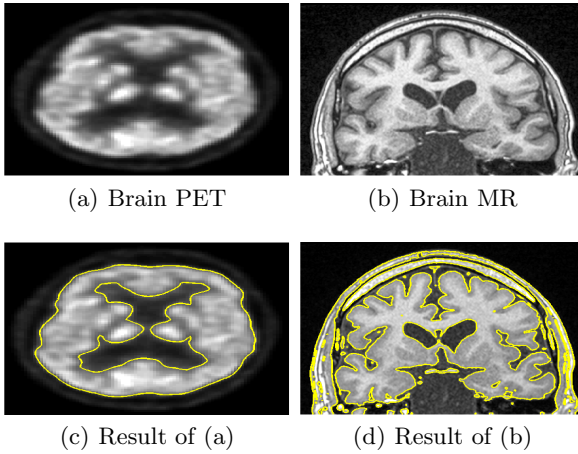 (a) Brain PET
(b) Brain MR
(c) Result of (a)
(d) Result of (b)